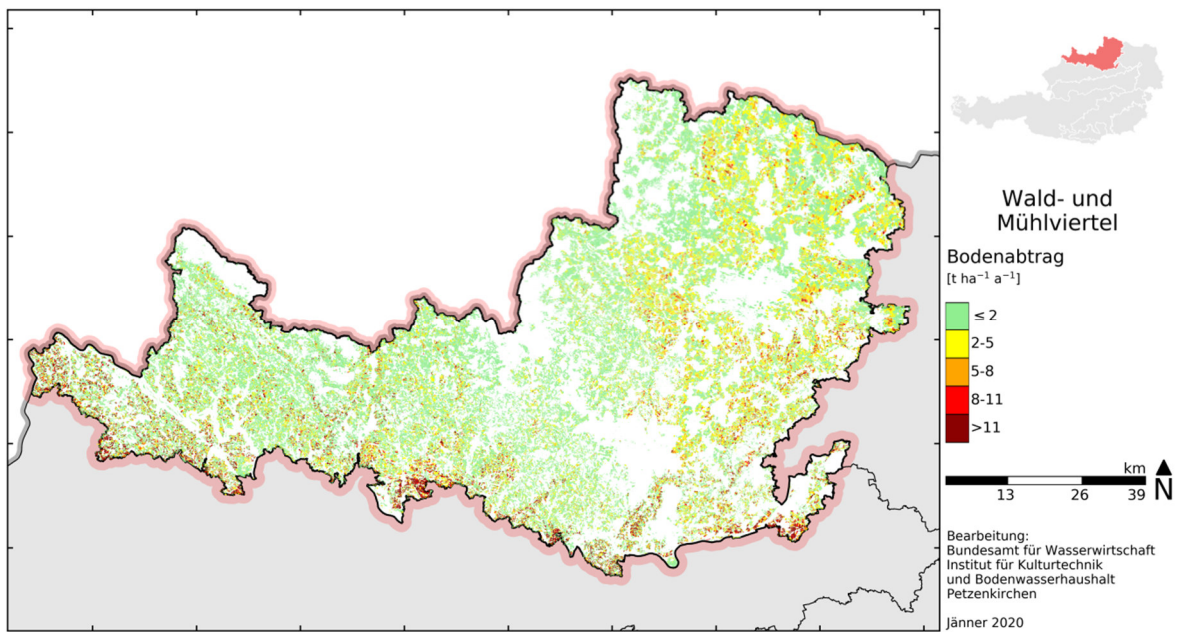 Wald- und
Mühlviertel
Bodenabtrag
[t ha⁻¹ a⁻¹]
≤ 2
2-5
5-8
8-11
>11
km
13 26 39
N
Bearbeitung:
Bundesamt für Wasserwirtschaft
Institut für Kulturtechnik
und Bodenwasserhaushalt
Petzenkirchen
Jänner 2020